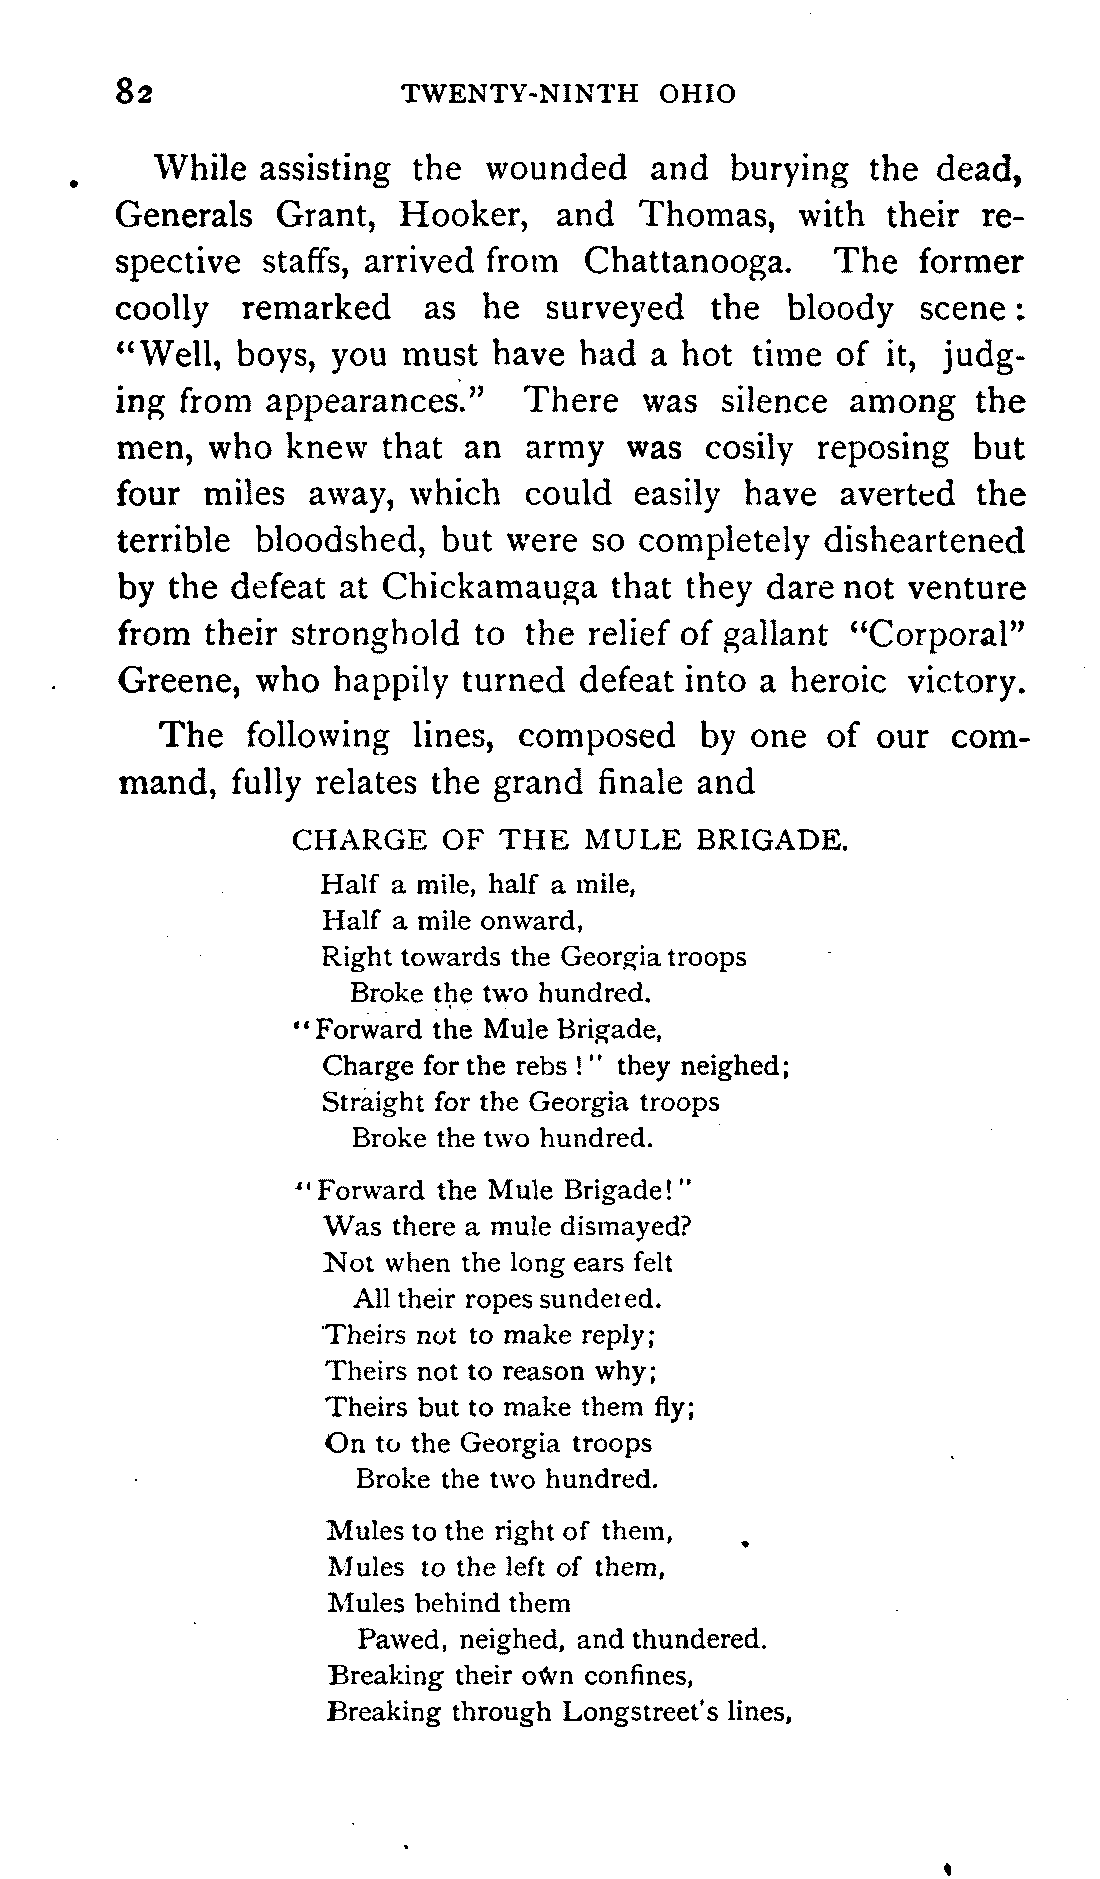 82 TWENTY-NINTH OHIO
While assisting the wounded and burying the dead,
Generals Grant, Hooker, and Thomas, with their re-
spective staffs, arrived from Chattanooga. The former
coolly remarked as he surveyed the bloody scene:
"Well, boys, you must have had a hot time of it, judg-
ing from appearances." There was silence among the
men, who knew that an army was cosily reposing but
four miles away, which could easily have averted the
terrible bloodshed, but were so completely disheartened
by the defeat at Chickamauga that they dare not venture
from their stronghold to the relief of gallant "Corporal"
Greene, who happily turned defeat into a heroic victory.
The following lines, composed by one of our com-
mand, fully relates the grand finale and
CHARGE OF THE MULE BRIGADE.
Half a mile, half a mile,
Half a mile onward,
Right towards the Georgia troops
Broke the two hundred.
"Forward the Mule Brigade,
Charge for the rebs!" they neighed;
Straight for the Georgia troops
Broke the two hundred.
"Forward the Mule Brigade!"
Was there a mule dismayed?
Not when the long ears felt
All their ropes sundered.
Theirs not to make reply;
Theirs not to reason why;
Theirs but to make them fly;
On to the Georgia troops
Broke the two hundred.
Mules to the right of them,
Mules to the left of them,
Mules behind them
Pawed, neighed, and thundered.
Breaking their own confines,
Breaking through Longstreet's lines,